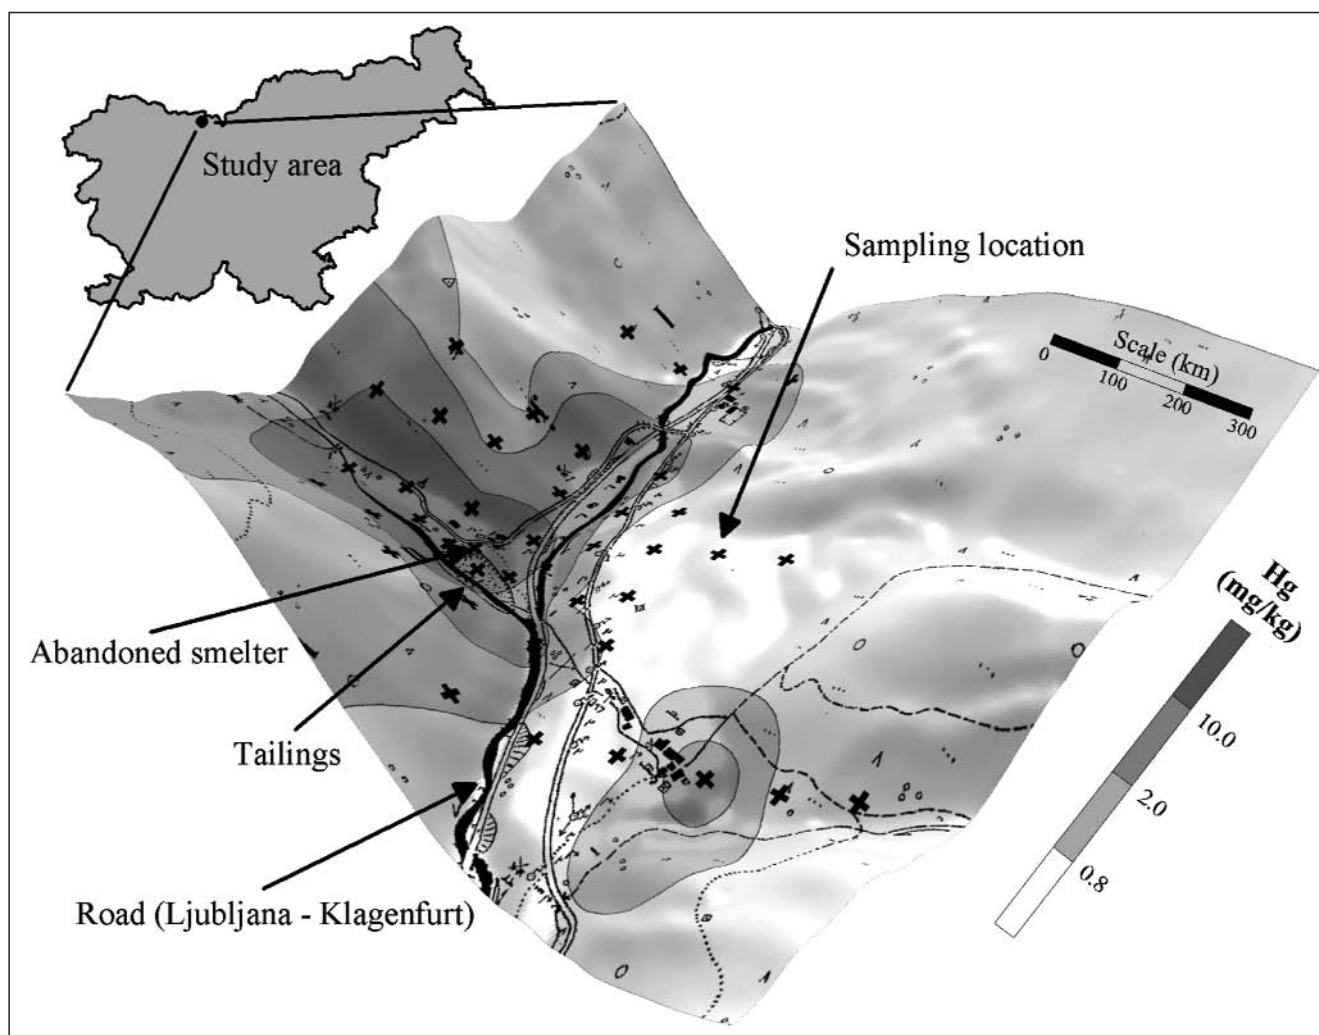 Study area
Sampling location
Scale (km)
0
100
200
300
Hg
(mg/kg)
10.0
2.0
0.8
Abandoned smelter
Tailings
Road (Ljubljana - Klagenfurt)